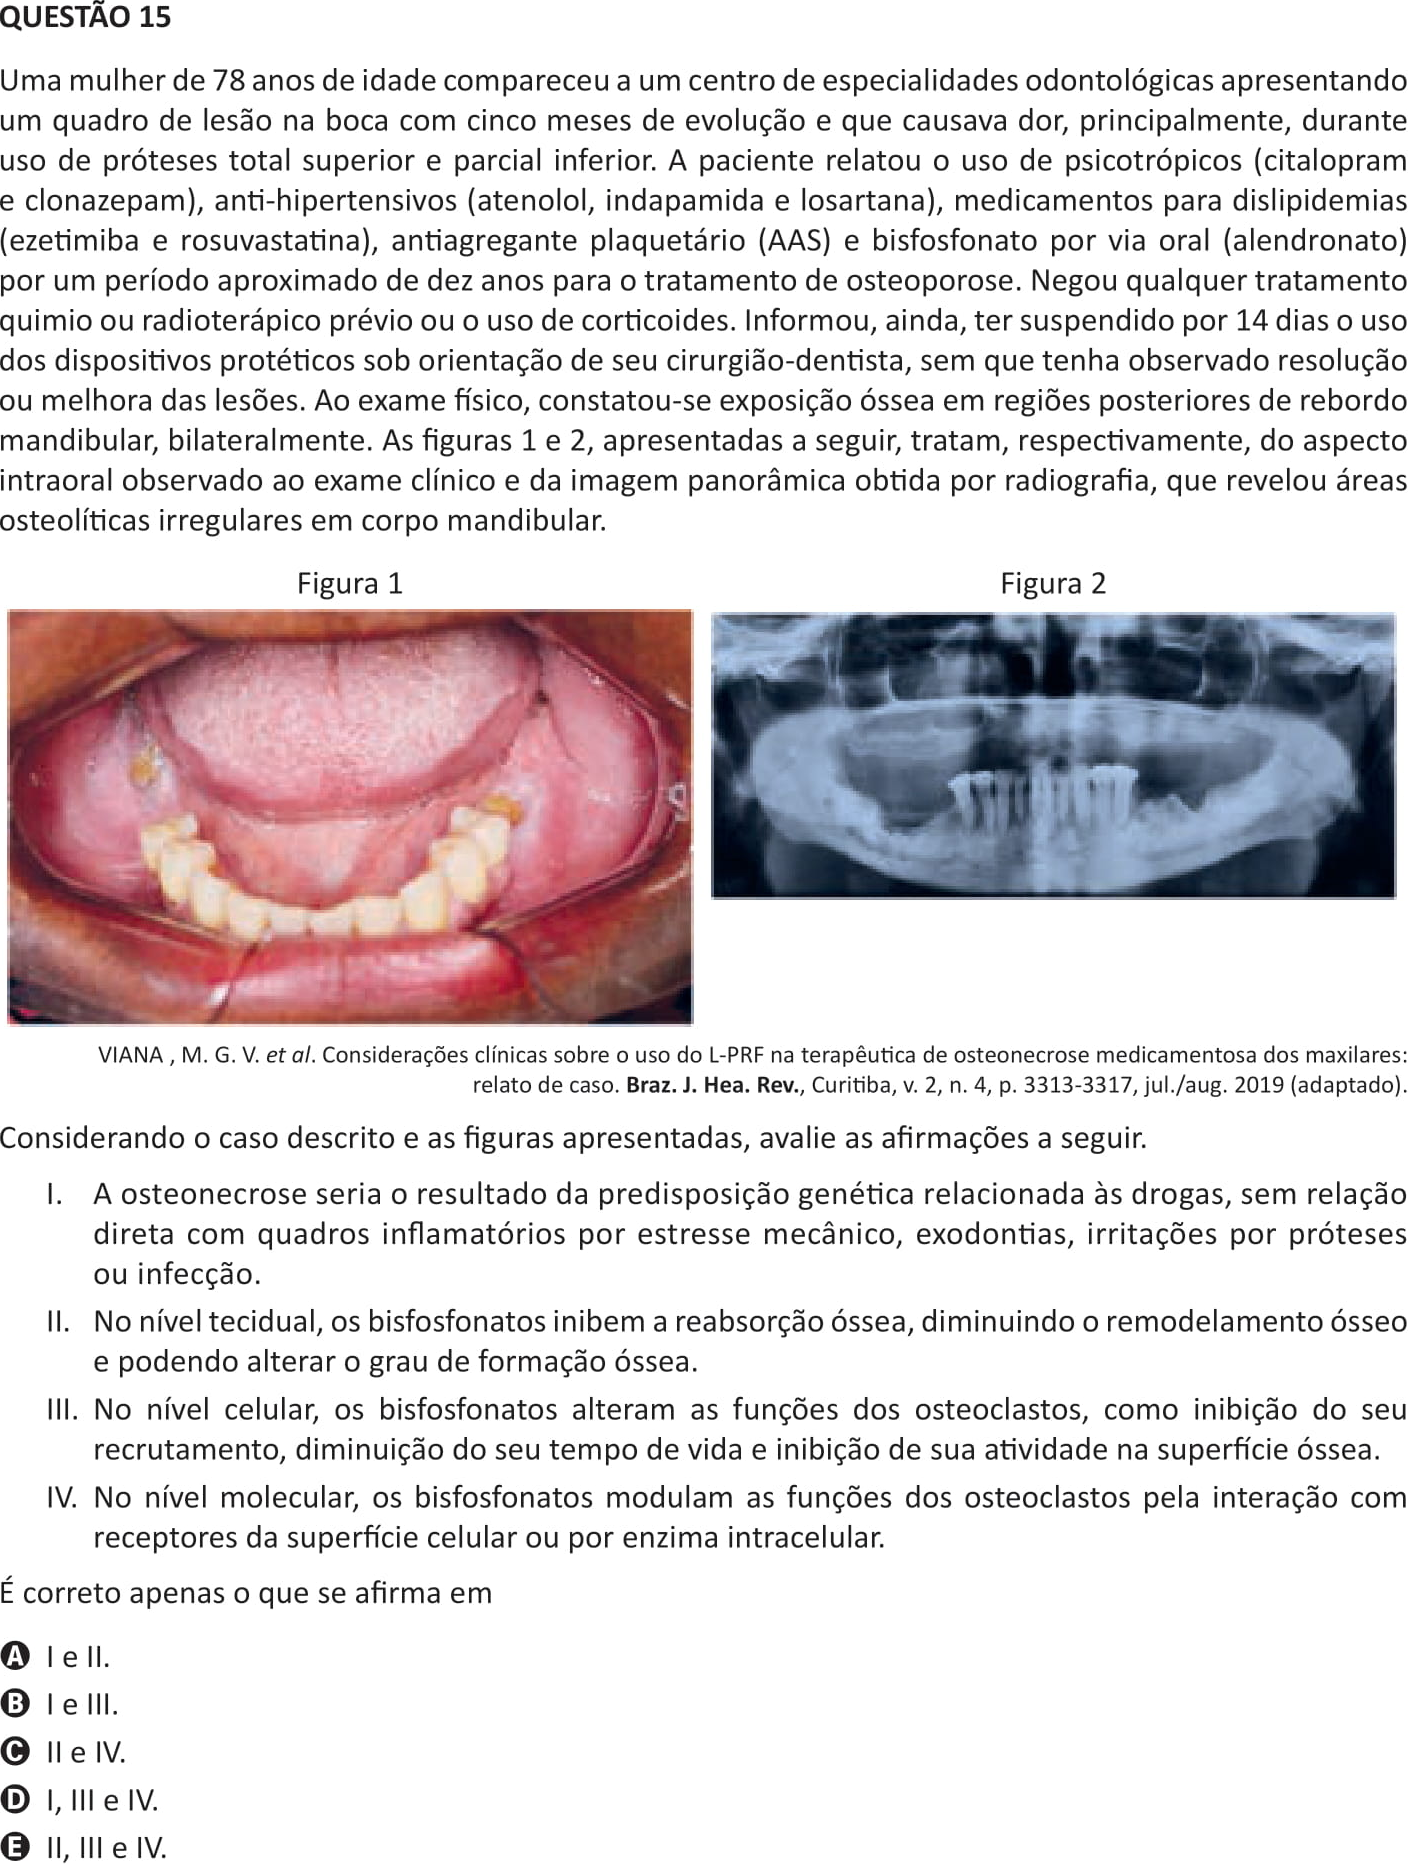 QUESTÃO 15
Uma mulher de 78 anos de idade compareceu a um centro de especialidades odontológicas apresentando
um quadro de lesão na boca com cinco meses de evolução e que causava dor, principalmente, durante
uso de próteses total superior e parcial inferior. A paciente relatou o uso de psicotrópicos (citalopram
e clonazepam), anti-hipertensivos (atenolol, indapamida e losartana), medicamentos para dislipidemias
(ezetimiba e rosuvastatina), antiagregante plaquetário (AAS) e bisfosfonato por via oral (alendronato)
por um período aproximado de dez anos para o tratamento de osteoporose. Negou qualquer tratamento
quimio ou radioterápico prévio ou o uso de corticoides. Informou, ainda, ter suspendido por 14 dias o uso
dos dispositivos protéticos sob orientação de seu cirurgião-dentista, sem que tenha observado resolução
ou melhora das lesões. Ao exame físico, constatou-se exposição óssea em regiões posteriores de rebordo
mandibular, bilateralmente. As figuras 1 e 2, apresentadas a seguir, tratam, respectivamente, do aspecto
intraoral observado ao exame clínico e da imagem panorâmica obtida por radiografia, que revelou áreas
osteolíticas irregulares em corpo mandibular.
Figura 1
Figura 2
VIANA , M. G. V. et al. Considerações clínicas sobre o uso do L-PRF na terapêutica de osteonecrose medicamentosa dos maxilares:
relato de caso. Braz. J. Hea. Rev., Curitiba, v. 2, n. 4, p. 3313-3317, jul./aug. 2019 (adaptado).
Considerando o caso descrito e as figuras apresentadas, avalie as afirmações a seguir.
I. A osteonecrose seria o resultado da predisposição genética relacionada às drogas, sem relação
direta com quadros inflamatórios por estresse mecânico, exodontias, irritações por próteses
ou infecção.
II. No nível tecidual, os bisfosfonatos inibem a reabsorção óssea, diminuindo o remodelamento ósseo
e podendo alterar o grau de formação óssea.
III. No nível celular, os bisfosfonatos alteram as funções dos osteoclastos, como inibição do seu
recrutamento, diminuição do seu tempo de vida e inibição de sua atividade na superfície óssea.
IV. No nível molecular, os bisfosfonatos modulam as funções dos osteoclastos pela interação com
receptores da superfície celular ou por enzima intracelular.
É correto apenas o que se afirma em
A I e II.
B I e III.
C II e IV.
D I, III e IV.
E II, III e IV.